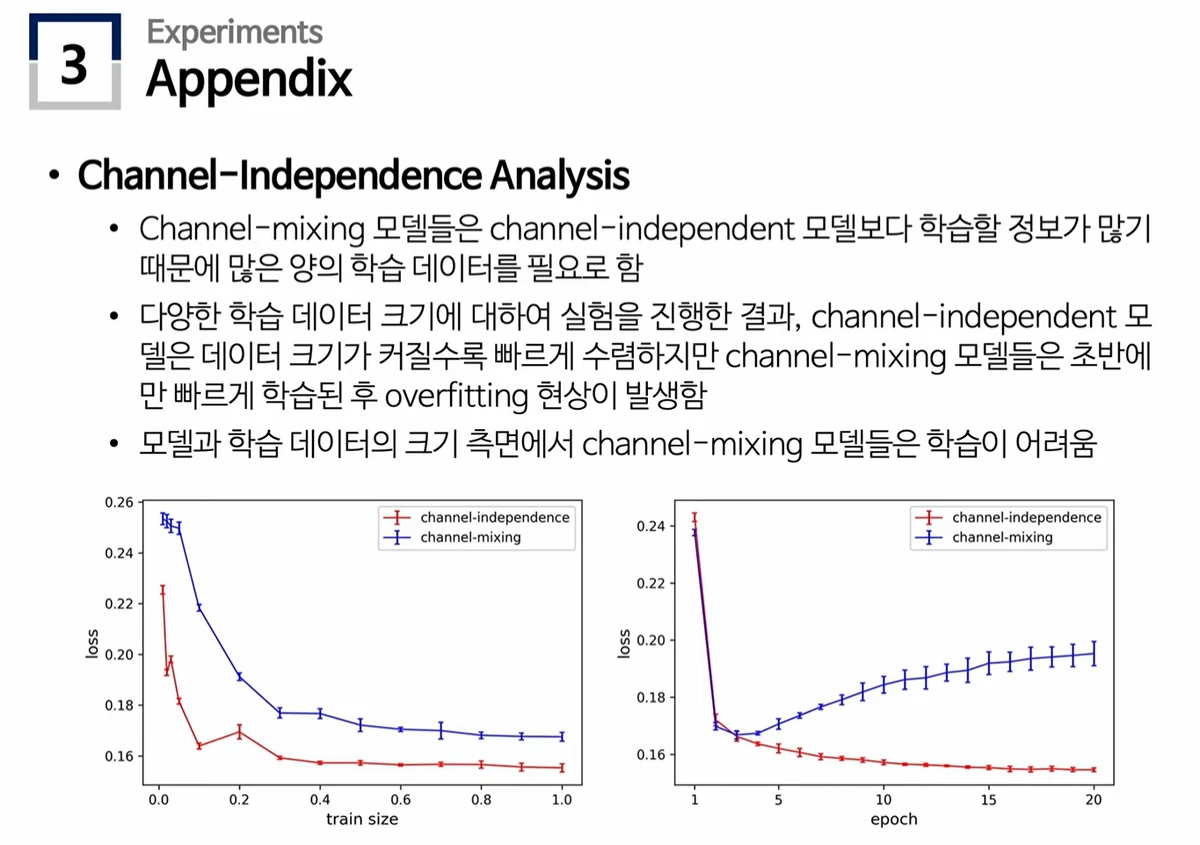 3
Experiments
Appendix
• Channel-Independence Analysis
• Channel-mixing 모델들은 channel-independent 모델보다 학습할 정보가 많기
때문에 많은 양의 학습 데이터를 필요로 함
• 다양한 학습 데이터 크기에 대하여 실험을 진행한 결과, channel-independent 모
델은 데이터 크기가 커질수록 빠르게 수렴하지만 channel-mixing 모델들은 초반에
만 빠르게 학습된 후 overfitting 현상이 발생함
• 모델과 학습 데이터의 크기 측면에서 channel-mixing 모델들은 학습이 어려움
0.26
0.24
0.22
0.20
0.18
0.16
loss
channel-independence
channel-mixing
0.0 0.2 0.4 0.6 0.8 1.0
train size
0.24
0.22
0.20
0.18
0.16
loss
channel-independence
channel-mixing
1 5 10 15 20
epoch